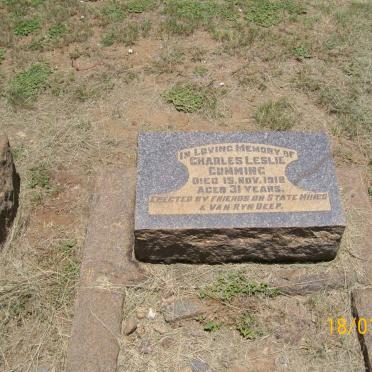 In Loving Memory of
Charles Leslie
Cumming
Died 15. Nov. 1918
Aged 31 Years.
Erected by Friends on State Mines
& Van Ryn Deep.
18/0